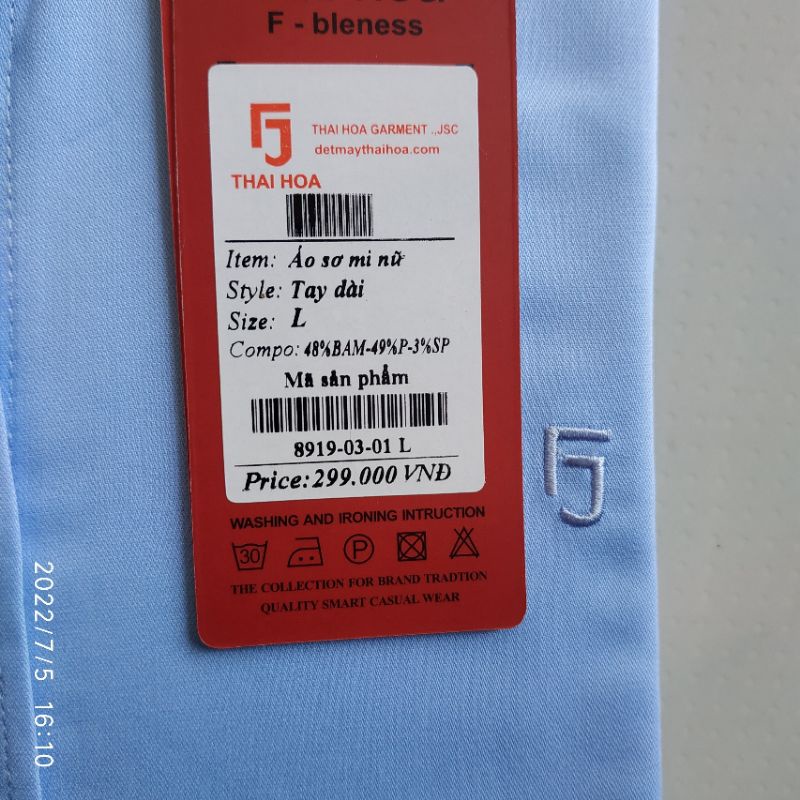 F - bleness
FJ
THAI HOA GARMENT .,JSC
detmaythaihoa.com
THAI HOA
Item: Áo sơ mi nữ
Style: Tay dài
Size: L
Compo: 48%BAM-49%P-3%SP
Mã sản phẩm
8919-03-01 L
Price: 299.000 VNĐ
WASHING AND IRONING INTRUCTION
30
P
THE COLLECTION FOR BRAND TRADTION
QUALITY SMART CASUAL WEAR
FJ
2022/7/5 16:10